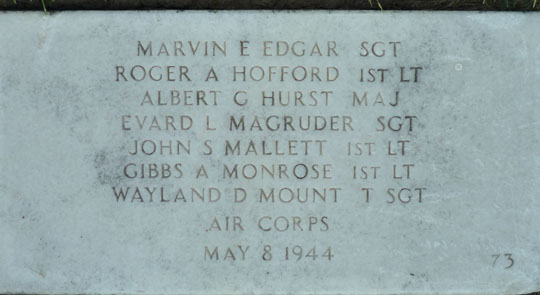 MARVIN E EDGAR SGT
ROGER A HOFFORD 1ST LT
ALBERT G HURST MAJ
EVARD L MAGRUDER SGT
JOHN S MALLETT 1ST LT
GIBBS A MONROSE 1ST LT
WAYLAND D MOUNT T SGT
AIR CORPS
MAY 8 1944
73